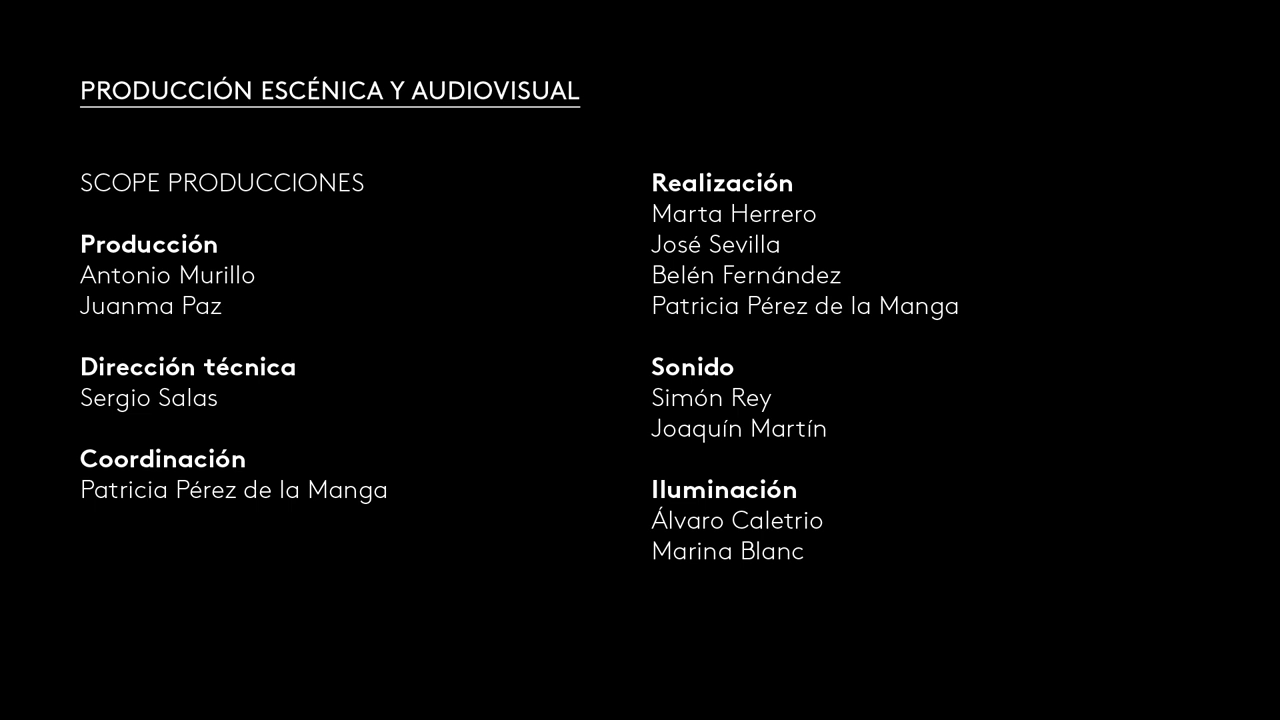 PRODUCCIÓN ESCÉNICA Y AUDIOVISUAL
SCOPE PRODUCCIONES
Producción
Antonio Murillo
Juanma Paz
Dirección técnica
Sergio Salas
Coordinación
Patricia Pérez de la Manga
Realización
Marta Herrero
José Sevilla
Belén Fernández
Patricia Pérez de la Manga
Sonido
Simón Rey
Joaquín Martín
Iluminación
Álvaro Caletrio
Marina Blanc